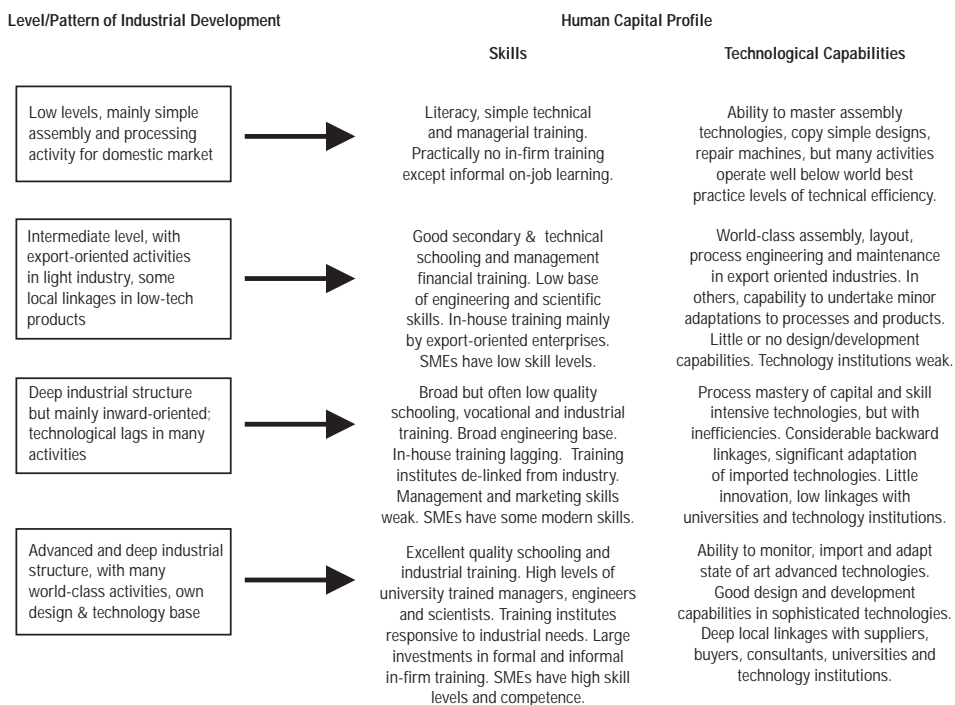 Level/Pattern of Industrial Development
Human Capital Profile
Skills
Technological Capabilities
Low levels, mainly simple
assembly and processing
activity for domestic market
Literacy, simple technical
and managerial training.
Practically no in-firm training
except informal on-job learning.
Ability to master assembly
technologies, copy simple designs,
repair machines, but many activities
operate well below world best
practice levels of technical efficiency.
Intermediate level, with
export-oriented activities
in light industry, some
local linkages in low-tech
products
Good secondary & technical
schooling and management
financial training. Low base
of engineering and scientific
skills. In-house training mainly
by export-oriented enterprises.
SMEs have low skill levels.
World-class assembly, layout,
process engineering and maintenance
in export oriented industries. In
others, capability to undertake minor
adaptations to processes and products.
Little or no design/development
capabilities. Technology institutions weak.
Deep industrial structure
but mainly inward-oriented;
technological lags in many
activities
Broad but often low quality
schooling, vocational and industrial
training. Broad engineering base.
In-house training lagging. Training
institutes de-linked from industry.
Management and marketing skills
weak. SMEs have some modern skills.
Process mastery of capital and skill
intensive technologies, but with
inefficiencies. Considerable backward
linkages, significant adaptation
of imported technologies. Little
innovation, low linkages with
universities and technology institutions.
Advanced and deep industrial
structure, with many
world-class activities, own
design & technology base
Excellent quality schooling and
industrial training. High levels of
university trained managers, engineers
and scientists. Training institutes
responsive to industrial needs. Large
investments in formal and informal
in-firm training. SMEs have high skill
levels and competence.
Ability to monitor, import and adapt
state of art advanced technologies.
Good design and development
capabilities in sophisticated technologies.
Deep local linkages with suppliers,
buyers, consultants, universities and
technology institutions.